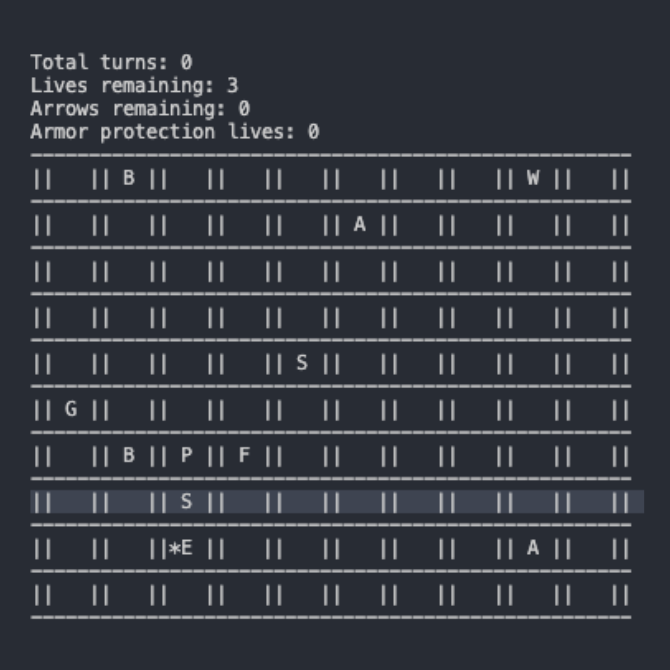 Total turns: 0
Lives remaining: 3
Arrows remaining: 0
Armor protection lives: 0
----------------------------------------------------
||   || B ||   ||   ||   ||   ||   ||   || W ||   ||
----------------------------------------------------
||   ||   ||   ||   ||   || A ||   ||   ||   ||   ||
----------------------------------------------------
||   ||   ||   ||   ||   ||   ||   ||   ||   ||   ||
----------------------------------------------------
||   ||   ||   ||   ||   ||   ||   ||   ||   ||   ||
----------------------------------------------------
||   ||   ||   ||   || S ||   ||   ||   ||   ||   ||
----------------------------------------------------
|| G ||   ||   ||   ||   ||   ||   ||   ||   ||   ||
----------------------------------------------------
||   || B || P || F ||   ||   ||   ||   ||   ||   ||
----------------------------------------------------
||   ||   || S ||   ||   ||   ||   ||   ||   ||   ||
----------------------------------------------------
||   ||   ||*E ||   ||   ||   ||   ||   || A ||   ||
----------------------------------------------------
||   ||   ||   ||   ||   ||   ||   ||   ||   ||   ||
----------------------------------------------------